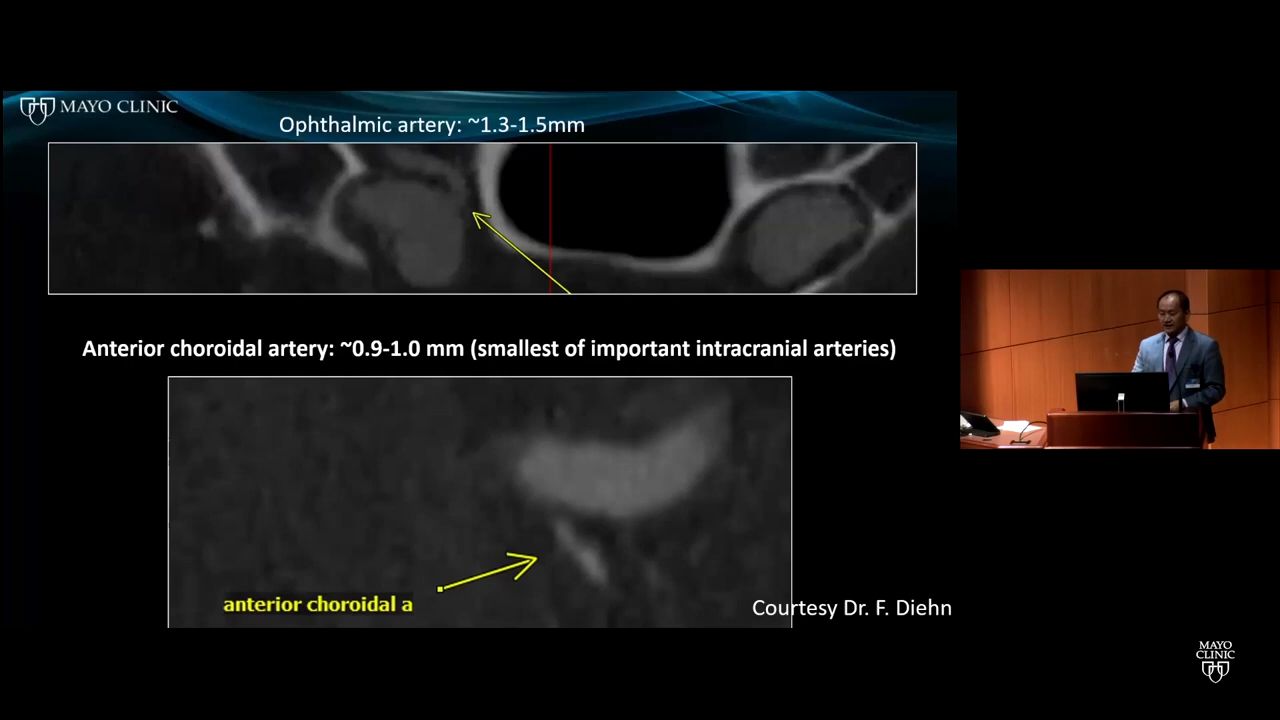 MAYO CLINIC
Ophthalmic artery: ~1.3-1.5mm
Anterior choroidal artery: ~0.9-1.0 mm (smallest of important intracranial arteries)
anterior choroidal a
Courtesy Dr. F. Diehn
MAYO
CLINIC